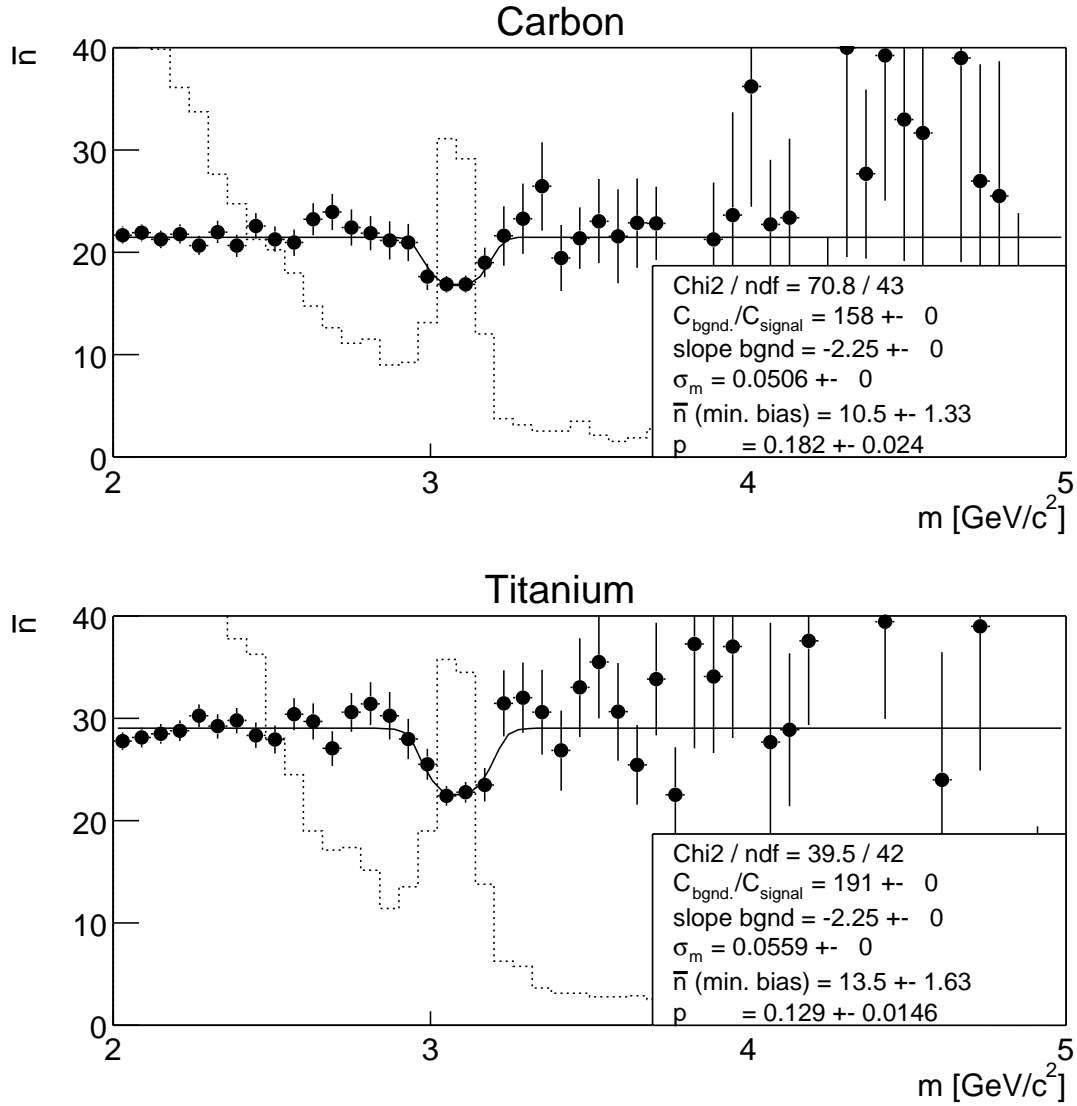 Carbon
n̅
40
30
20
10
0
Chi2 / ndf = 70.8 / 43
C_bgnd./C_signal = 158 +- 0
slope bgnd = -2.25 +- 0
σ_m = 0.0506 +- 0
n̅ (min. bias) = 10.5 +- 1.33
p = 0.182 +- 0.024
2 3 4 5
m [GeV/c²]
Titanium
n̅
40
30
20
10
0
Chi2 / ndf = 39.5 / 42
C_bgnd./C_signal = 191 +- 0
slope bgnd = -2.25 +- 0
σ_m = 0.0559 +- 0
n̅ (min. bias) = 13.5 +- 1.63
p = 0.129 +- 0.0146
2 3 4 5
m [GeV/c²]